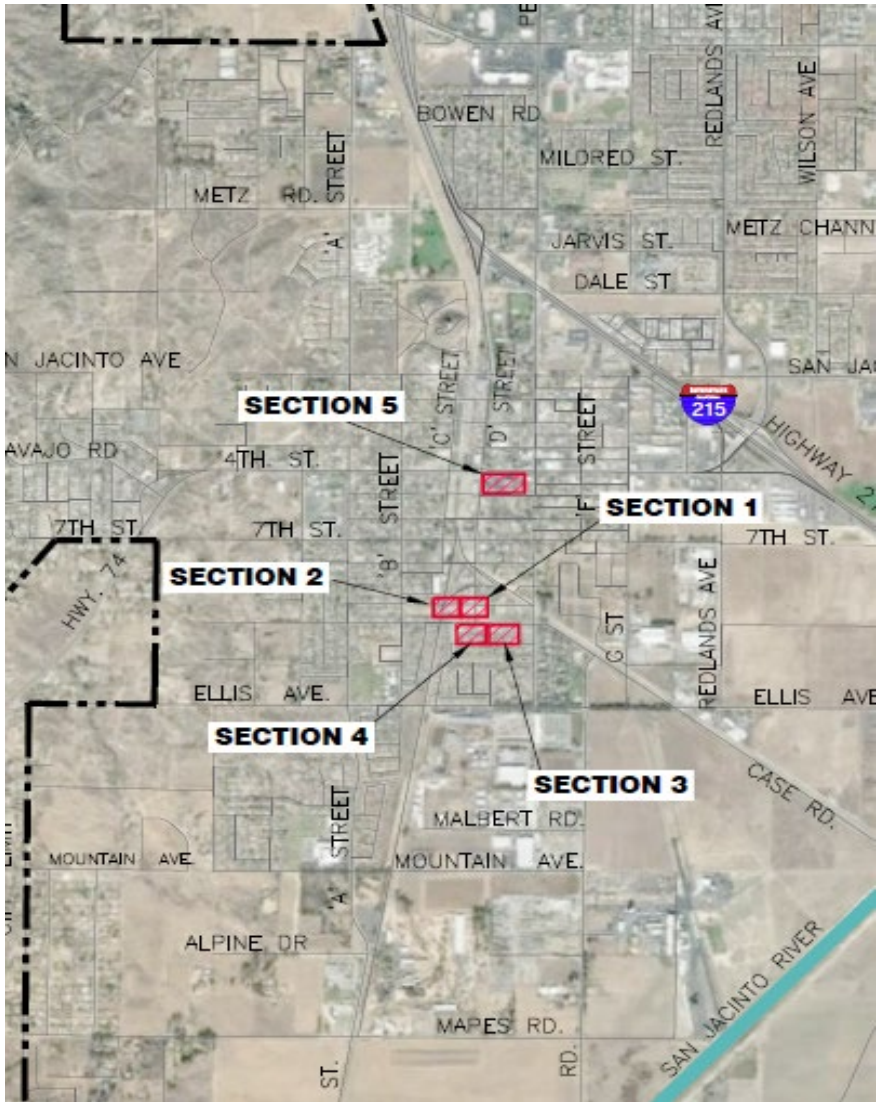 PE
REDLANDS AVE
WILSON AVE
BOWEN RD
MILDRED ST.
'A' STREET
METZ RD.
METZ CHANN
JARVIS ST.
DALE ST
N JACINTO AVE
SAN JAC
'C' STREET
'D' STREET
SECTION 5
215
HIGHWAY 21
AVAJO RD
4TH. ST.
'B' STREET
STREET
SECTION 1
7TH ST.
7TH ST.
7TH ST.
SECTION 2
HWY. 74
G ST
REDLANDS AVE
ELLIS AVE.
ELLIS AVE
SECTION 4
SECTION 3
CASE RD.
'A' STREET
MALBERT RD.
MOUNTAIN AVE.
MOUNTAIN AVE.
ALPINE DR
SAN JACINTO RIVER
MAPES RD.
ST.
RD.